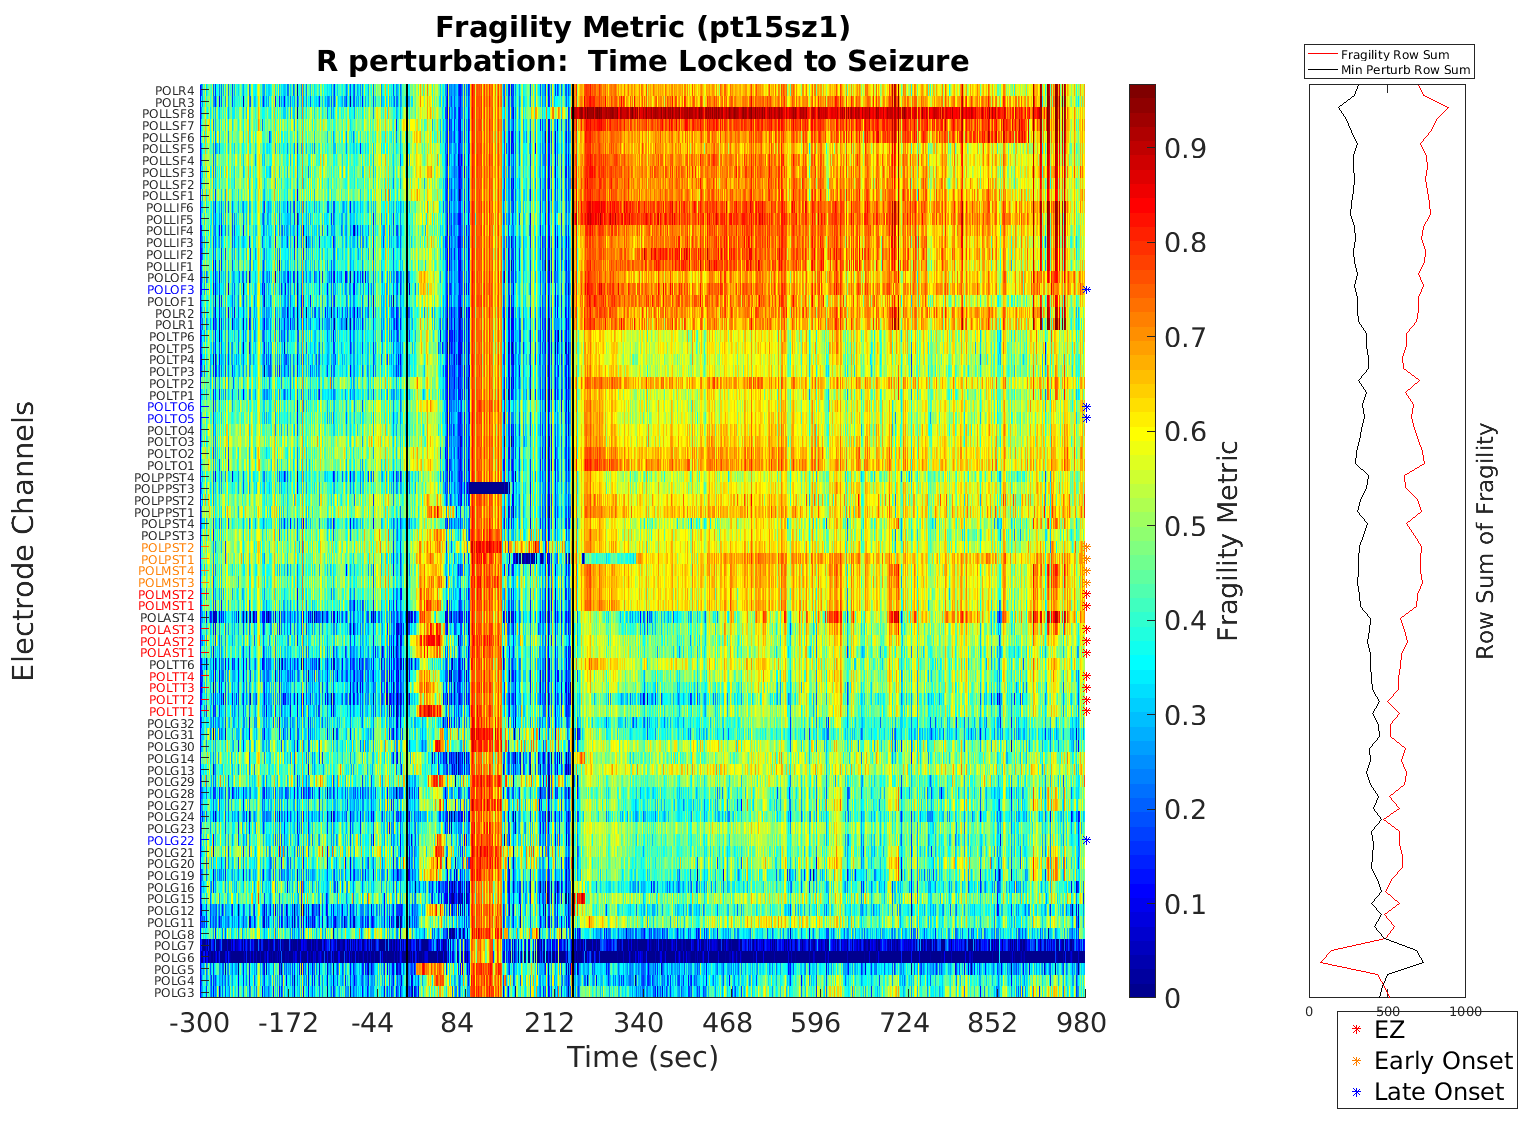 Fragility Metric (pt15sz1)
R perturbation:  Time Locked to Seizure
Electrode Channels
POLR4
POLR3
POLLSF8
POLLSF7
POLLSF6
POLLSF5
POLLSF4
POLLSF3
POLLSF2
POLLSF1
POLLIF6
POLLIF5
POLLIF4
POLLIF3
POLLIF2
POLLIF1
POLOF4
POLOF3
POLOF1
POLR2
POLR1
POLTP6
POLTP5
POLTP4
POLTP3
POLTP2
POLTP1
POLTO6
POLTO5
POLTO4
POLTO3
POLTO2
POLTO1
POLPPST4
POLPPST3
POLPPST2
POLPPST1
POLPST4
POLPST3
POLPST2
POLPST1
POLMST4
POLMST3
POLMST2
POLMST1
POLAST4
POLAST3
POLAST2
POLAST1
POLTT6
POLTT4
POLTT3
POLTT2
POLTT1
POLG32
POLG31
POLG30
POLG14
POLG13
POLG29
POLG28
POLG27
POLG24
POLG23
POLG22
POLG21
POLG20
POLG19
POLG16
POLG15
POLG12
POLG11
POLG8
POLG7
POLG6
POLG5
POLG4
POLG3
-300 -172 -44 84 212 340 468 596 724 852 980
Time (sec)
0.9
0.8
0.7
0.6
0.5
0.4
0.3
0.2
0.1
0
Fragility Metric
Fragility Row Sum
Min Perturb Row Sum
0 500 1000
Row Sum of Fragility
EZ
Early Onset
Late Onset